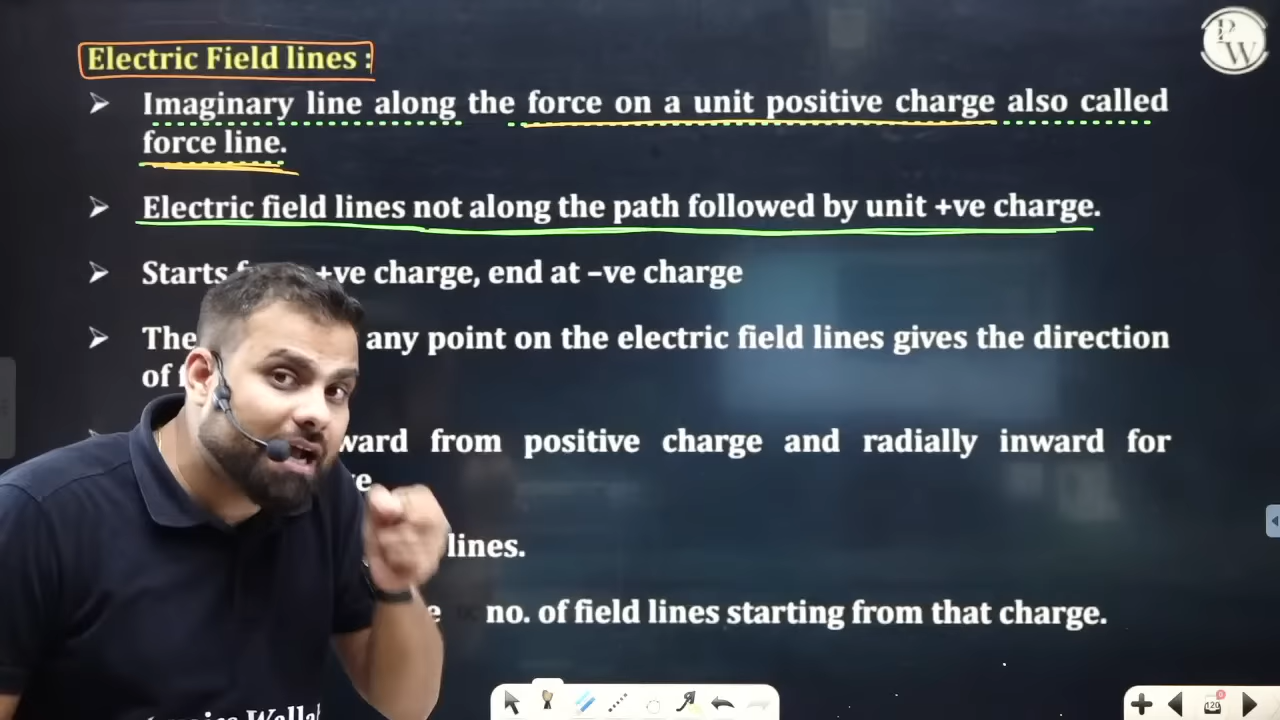 PW
Electric Field lines :
Imaginary line along the force on a unit positive charge also called
force line.
Electric field lines not along the path followed by unit +ve charge.
Starts +ve charge, end at –ve charge
The any point on the electric field lines gives the direction
of
from positive charge and radially inward for
lines.
no. of field lines starting from that charge.
120